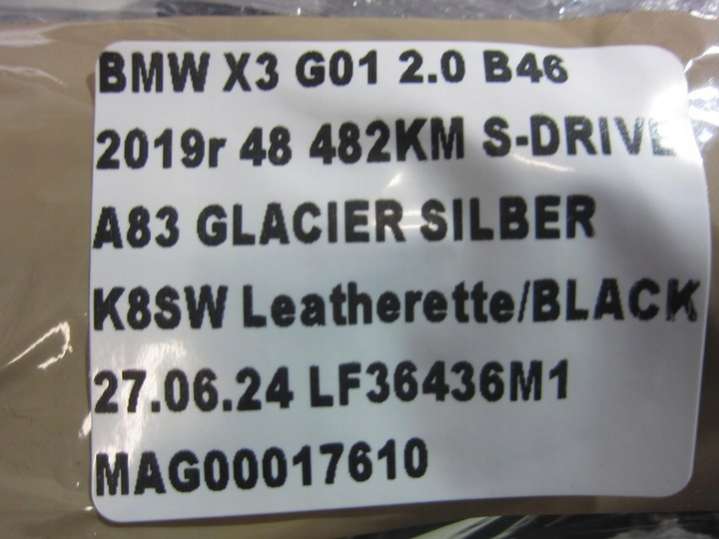 BMW X3 G01 2.0 B46
2019r 48 482KM S-DRIVE
A83 GLACIER SILBER
K8SW Leatherette/BLACK
27.06.24 LF36436M1
MAG00017610